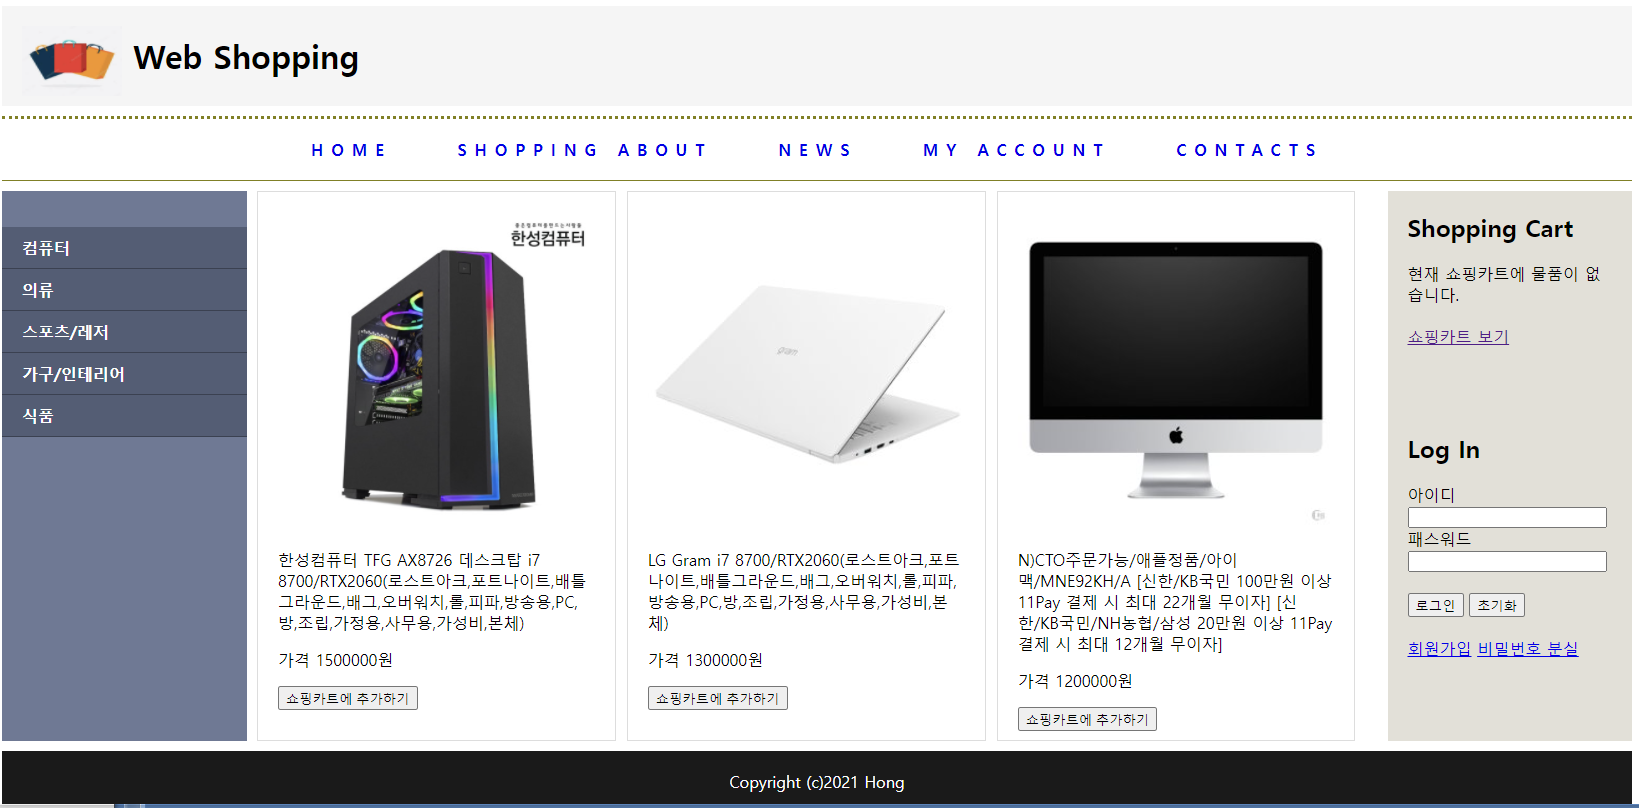 Web Shopping
HOME SHOPPING ABOUT NEWS MY ACCOUNT CONTACTS
컴퓨터
의류
스포츠/레저
가구/인테리어
식품
한성컴퓨터
한성컴퓨터 TFG AX8726 데스크탑 i7
8700/RTX2060(로스트아크,포트나이트,배틀
그라운드,배그,오버워치,롤,피파,방송용,PC,
방,조립,가정용,사무용,가성비,본체)
가격 1500000원
쇼핑카트에 추가하기
gram
LG Gram i7 8700/RTX2060(로스트아크,포트
나이트,배틀그라운드,배그,오버워치,롤,피파,
방송용,PC,방,조립,가정용,사무용,가성비,본
체)
가격 1300000원
쇼핑카트에 추가하기
N)CTO주문가능/애플정품/아이
맥/MNE92KH/A [신한/KB국민 100만원 이상
11Pay 결제 시 최대 22개월 무이자] [신
한/KB국민/NH농협/삼성 20만원 이상 11Pay
결제 시 최대 12개월 무이자]
가격 1200000원
쇼핑카트에 추가하기
Shopping Cart
현재 쇼핑카트에 물품이 없
습니다.
쇼핑카트 보기
Log In
아이디
패스워드
로그인 초기화
회원가입 비밀번호 분실
Copyright (c)2021 Hong